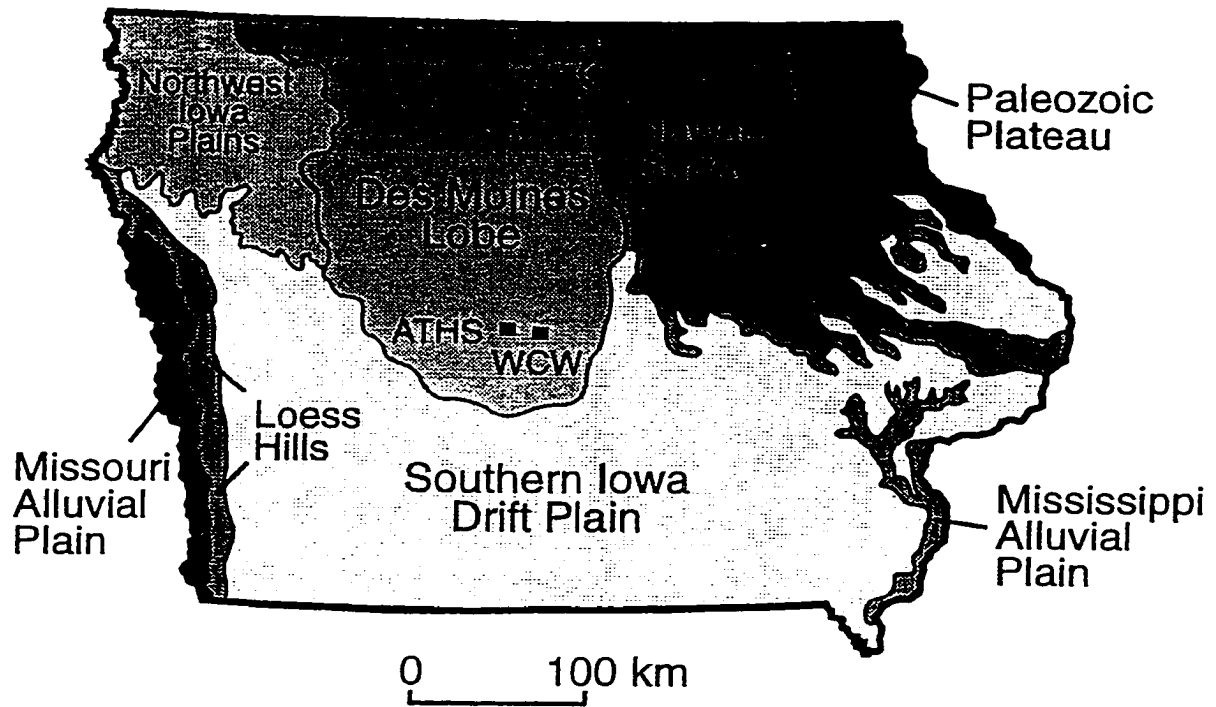 Northwest
Iowa
Plains
Paleozoic
Plateau
Des Moines
Lobe
ATHS
WCW
Loess
Hills
Missouri
Alluvial
Plain
Southern Iowa
Drift Plain
Mississippi
Alluvial
Plain
0 100 km